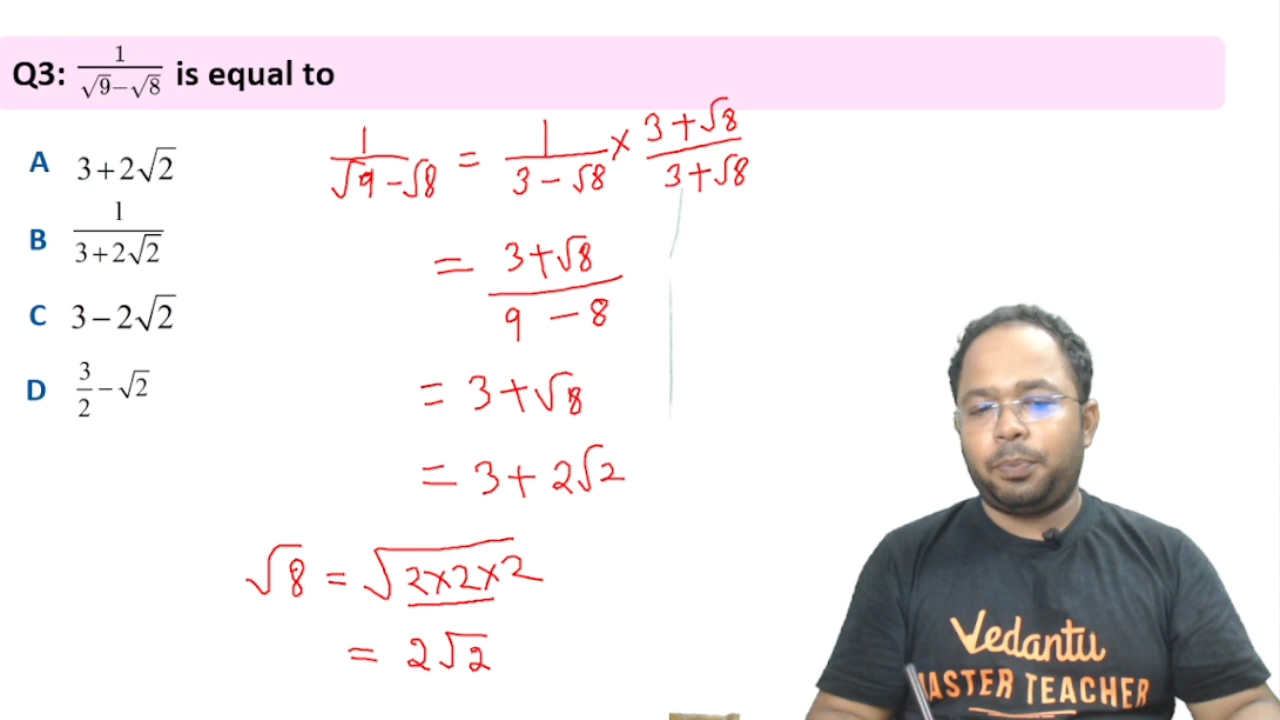 Q3: 1/(√9−√8) is equal to
A 3+2√2
B 1/(3+2√2)
C 3−2√2
D 3/2−√2
1/(√9−√8) = 1/(3−√8) × (3+√8)/(3+√8)
= (3+√8)/(9−8)
= 3+√8
= 3+2√2
√8 = √2×2×2
= 2√2
Vedantu
MASTER TEACHER